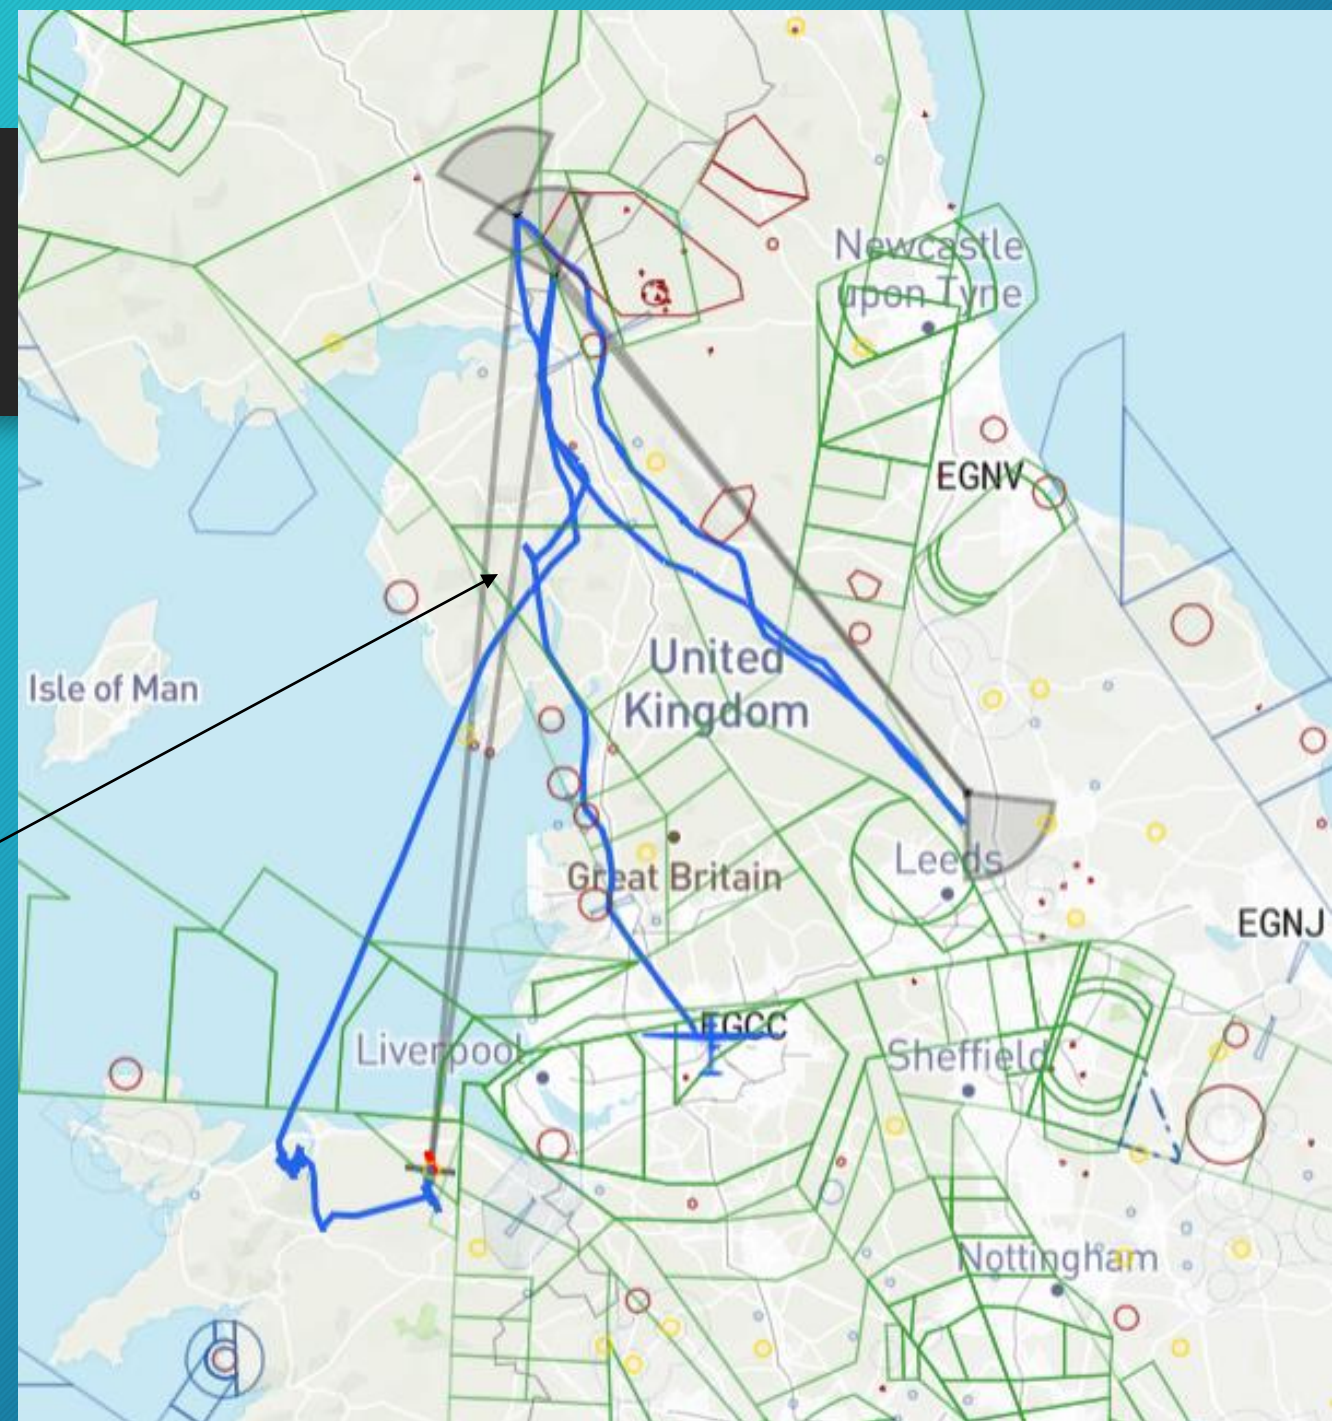 Newcastle
upon Tyne
EGNV
United
Kingdom
Isle of Man
Leeds
Great Britain
EGNJ
EGCC
Liverpool
Sheffield
Nottingham